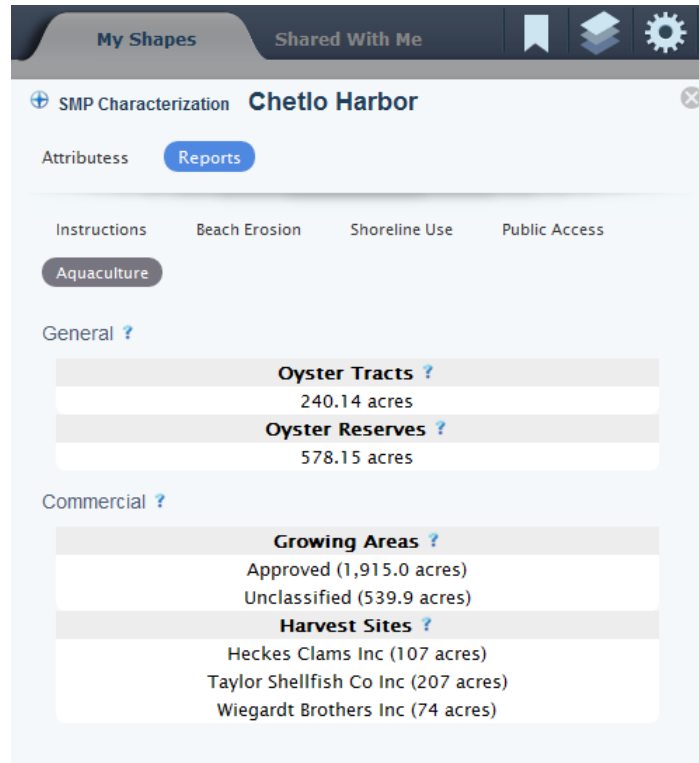 My Shapes Shared With Me
SMP Characterization Chetlo Harbor
Attributess Reports
Instructions Beach Erosion Shoreline Use Public Access
Aquaculture
General ?
Oyster Tracts ?
240.14 acres
Oyster Reserves ?
578.15 acres
Commercial ?
Growing Areas ?
Approved (1,915.0 acres)
Unclassified (539.9 acres)
Harvest Sites ?
Heckes Clams Inc (107 acres)
Taylor Shellfish Co Inc (207 acres)
Wiegardt Brothers Inc (74 acres)